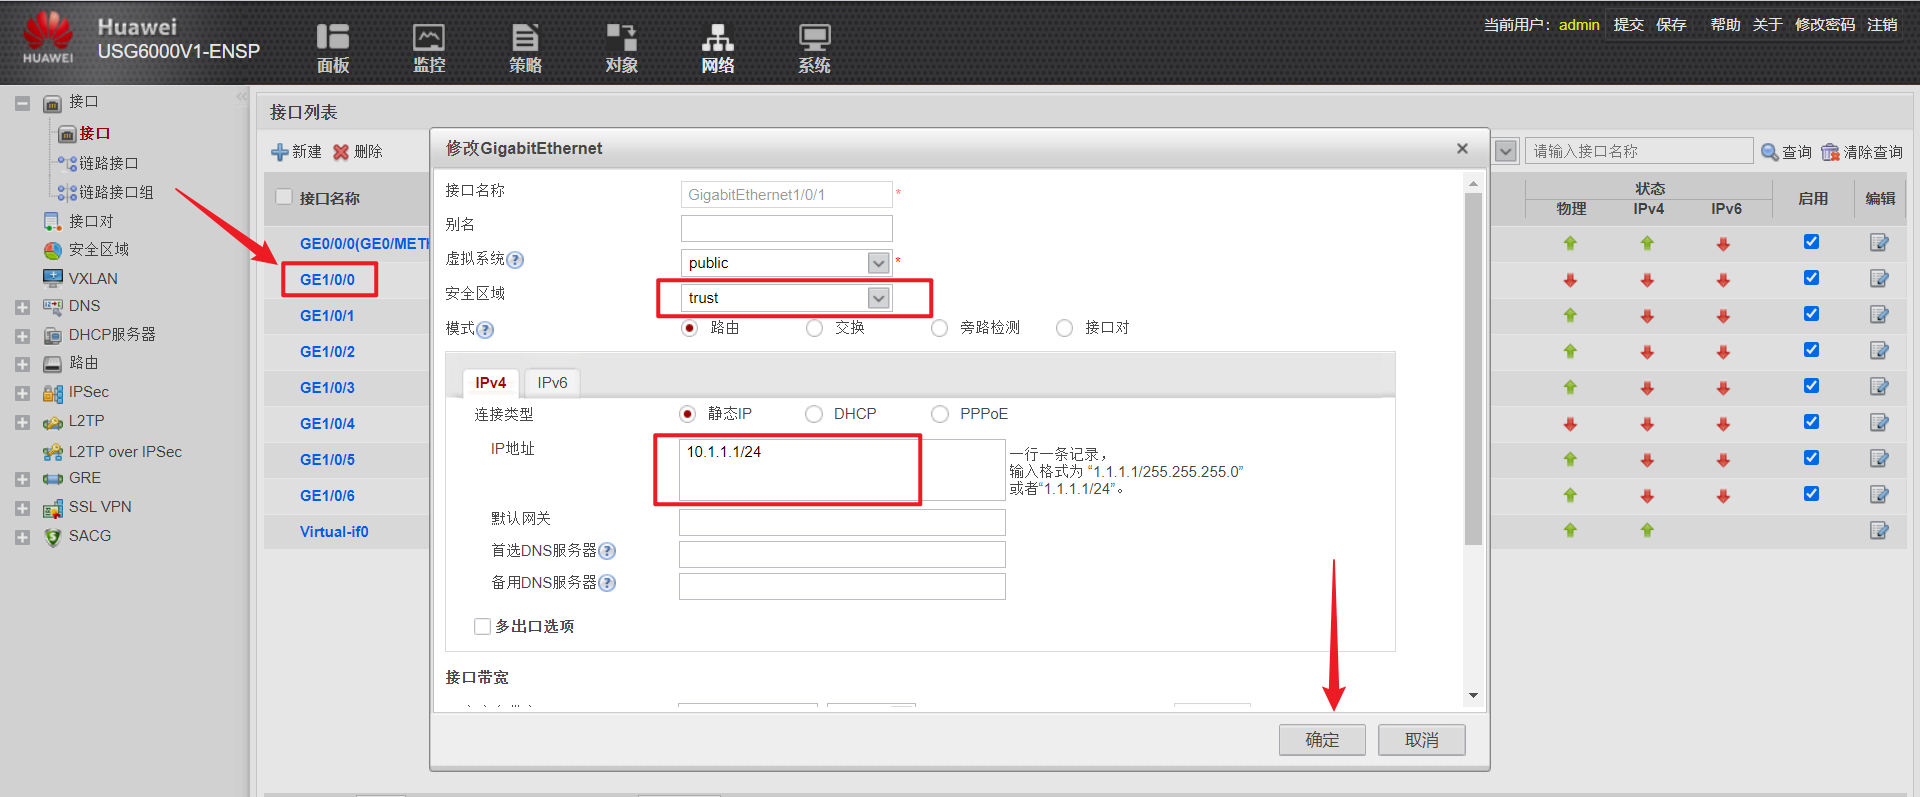 HUAWEI
Huawei
USG6000V1-ENSP
面板
监控
策略
对象
网络
系统
当前用户: admin 提交 保存 帮助 关于 修改密码 注销
接口
接口
链路接口
链路接口组
接口对
安全区域
VXLAN
DNS
DHCP服务器
路由
IPSec
L2TP
L2TP over IPSec
GRE
SSL VPN
SACG
接口列表
新建 删除
请输入接口名称 查询 清除查询
接口名称
状态
物理 IPv4 IPv6
启用
编辑
GE0/0/0(GE0/METH
GE1/0/0
GE1/0/1
GE1/0/2
GE1/0/3
GE1/0/4
GE1/0/5
GE1/0/6
Virtual-if0
修改GigabitEthernet
接口名称 GigabitEthernet1/0/1 *
别名
虚拟系统 public *
安全区域 trust
模式 路由 交换 旁路检测 接口对
IPv4 IPv6
连接类型 静态IP DHCP PPPoE
IP地址 10.1.1.1/24
一行一条记录，
输入格式为 “1.1.1.1/255.255.255.0”
或者“1.1.1.1/24”。
默认网关
首选DNS服务器
备用DNS服务器
多出口选项
接口带宽
确定 取消